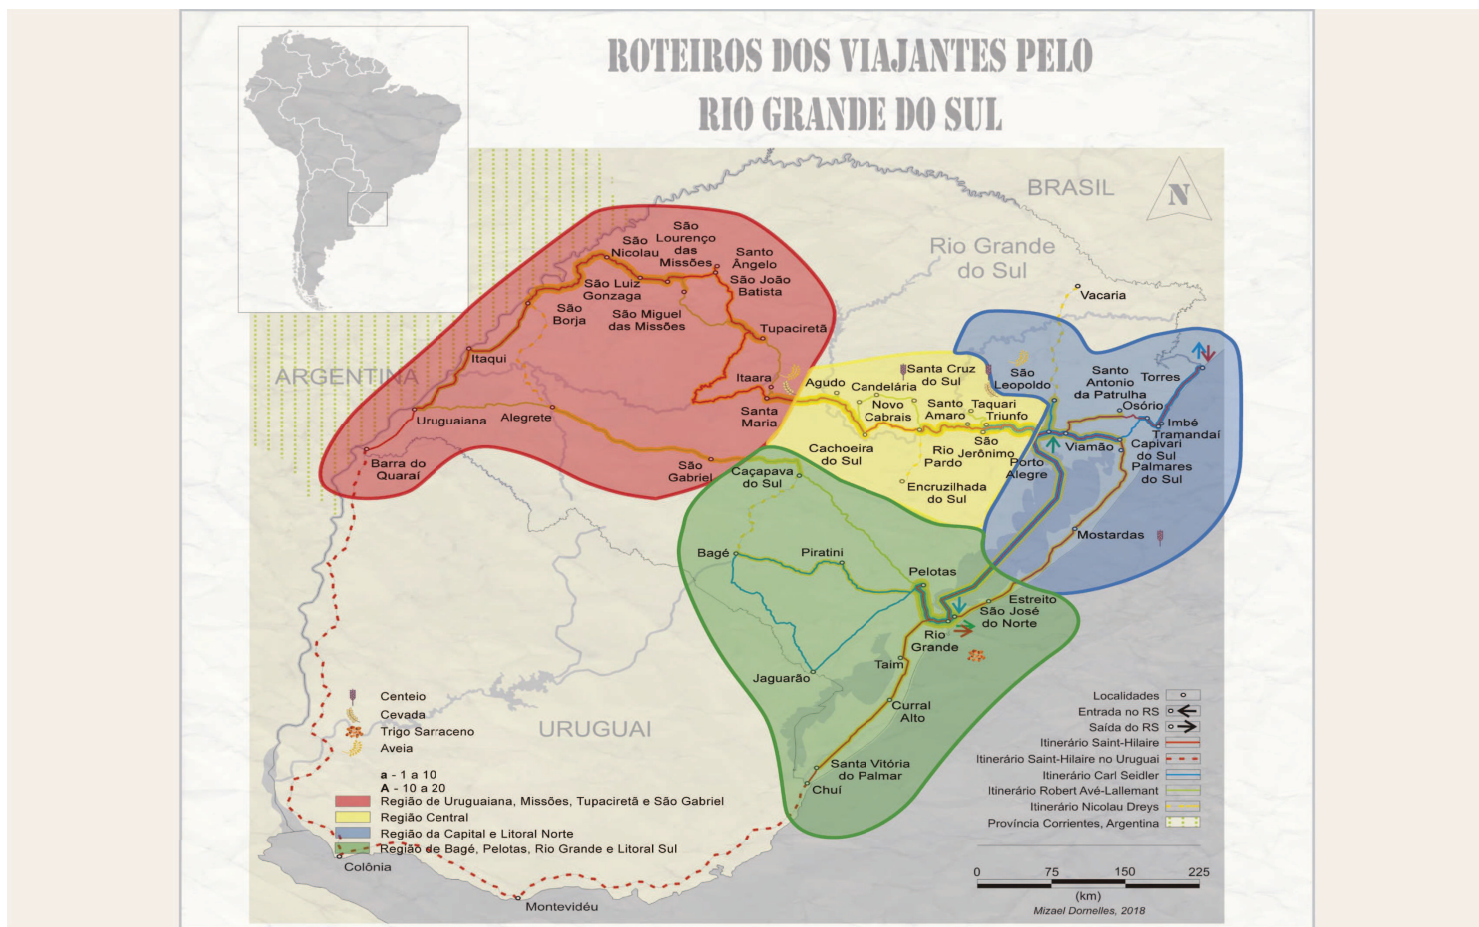 ROTEIROS DOS VIAJANTES PELO
RIO GRANDE DO SUL
BRASIL
N
Rio Grande
do Sul
Vacaria
ARGENTINA
URUGUAI
São
Nicolau
São
Lourenço
das
Missões
Santo
Ângelo
São João
Batista
São Luiz
Gonzaga
São
Borja
São Miguel
das Missões
Tupaciretã
Itaqui
Itaara
Santa
Maria
Uruguaiana
Alegrete
Barra do
Quaraí
São
Gabriel
Agudo
Candelária
Santa Cruz
do Sul
Novo
Cabrais
Santo
Amaro
Taquari
Triunfo
Cachoeira
do Sul
Rio
Pardo
São
Jerônimo
Encruzilhada
do Sul
São
Leopoldo
Porto
Alegre
Santo
Antonio
da Patrulha
Torres
Osório
Imbé
Tramandaí
Viamão
Capivari
do Sul
Palmares
do Sul
Mostardas
Caçapava
do Sul
Bagé
Piratini
Pelotas
Estreito
São José
do Norte
Rio
Grande
Taim
Jaguarão
Curral
Alto
Santa Vitória
do Palmar
Chuí
Colônia
Montevidéu
Centeio
Cevada
Trigo Sarraceno
Aveia
a - 1 a 10
A - 10 a 20
Região de Uruguaiana, Missões, Tupaciretã e São Gabriel
Região Central
Região da Capital e Litoral Norte
Região de Bagé, Pelotas, Rio Grande e Litoral Sul
Localidades
Entrada no RS
Saída do RS
Itinerário Saint-Hilaire
Itinerário Saint-Hilaire no Uruguai
Itinerário Carl Seidler
Itinerário Robert Avé-Lallemant
Itinerário Nicolau Dreys
Província Corrientes, Argentina
0 75 150 225
(km)
Mizael Dornelles, 2018